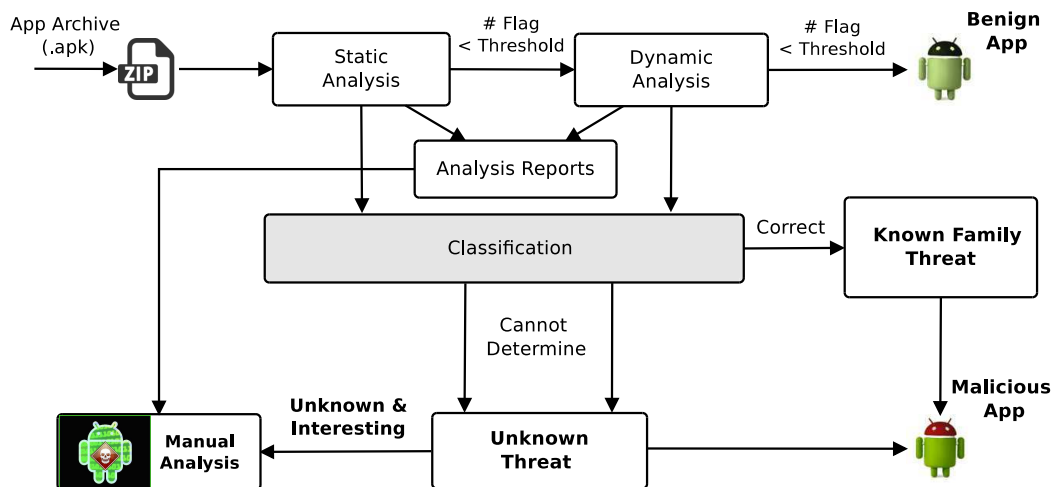 App Archive
(.apk)
ZIP
Static
Analysis
# Flag
< Threshold
Dynamic
Analysis
# Flag
< Threshold
Benign
App
Analysis Reports
Classification
Correct
Known Family
Threat
Cannot
Determine
Malicious
App
Unknown &
Interesting
Manual
Analysis
Unknown
Threat